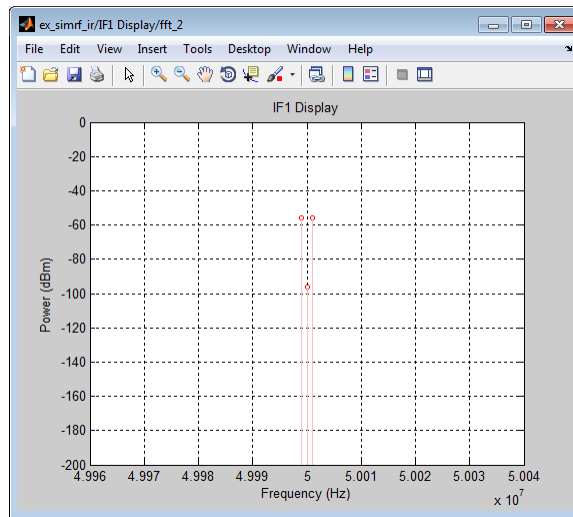 ex_simrf_ir/IF1 Display/fft_2
File Edit View Insert Tools Desktop Window Help
IF1 Display
0
-20
-40
-60
-80
-100
-120
-140
-160
-180
-200
Power (dBm)
4.996 4.997 4.998 4.999 5 5.001 5.002 5.003 5.004
Frequency (Hz)
x 10^7